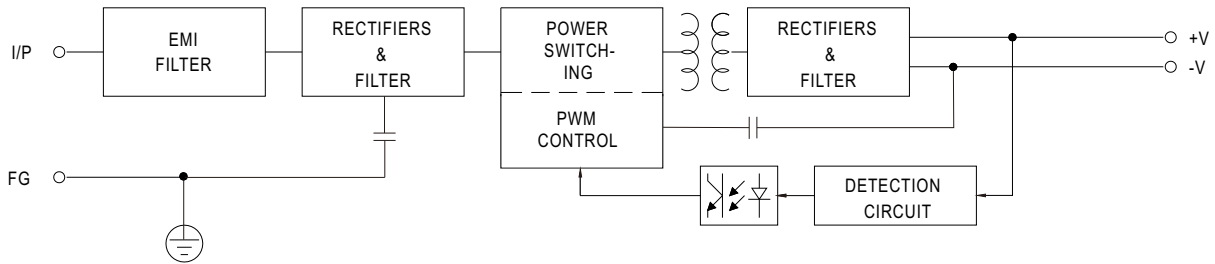 I/P
EMI
FILTER
RECTIFIERS
&
FILTER
POWER
SWITCH-
ING
PWM
CONTROL
RECTIFIERS
&
FILTER
+V
-V
FG
DETECTION
CIRCUIT